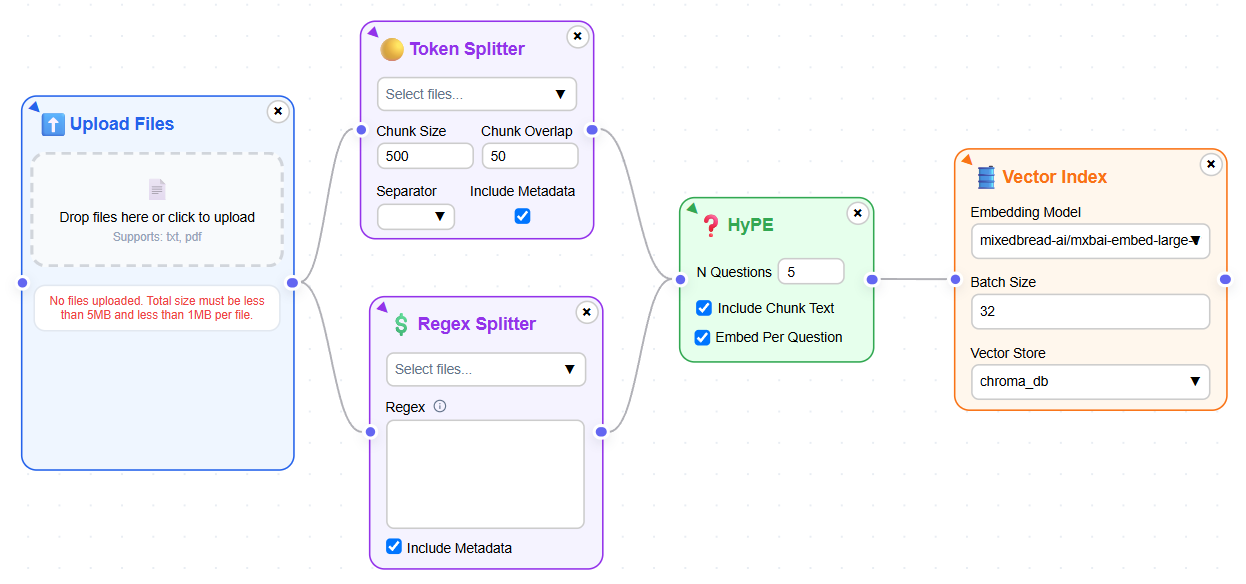 Upload Files
Drop files here or click to upload
Supports: txt, pdf
No files uploaded. Total size must be less
than 5MB and less than 1MB per file.
Token Splitter
Select files...
Chunk Size Chunk Overlap
500 50
Separator Include Metadata
Regex Splitter
Select files...
Regex
Include Metadata
HyPE
N Questions 5
Include Chunk Text
Embed Per Question
Vector Index
Embedding Model
mixedbread-ai/mxbai-embed-large-
Batch Size
32
Vector Store
chroma_db